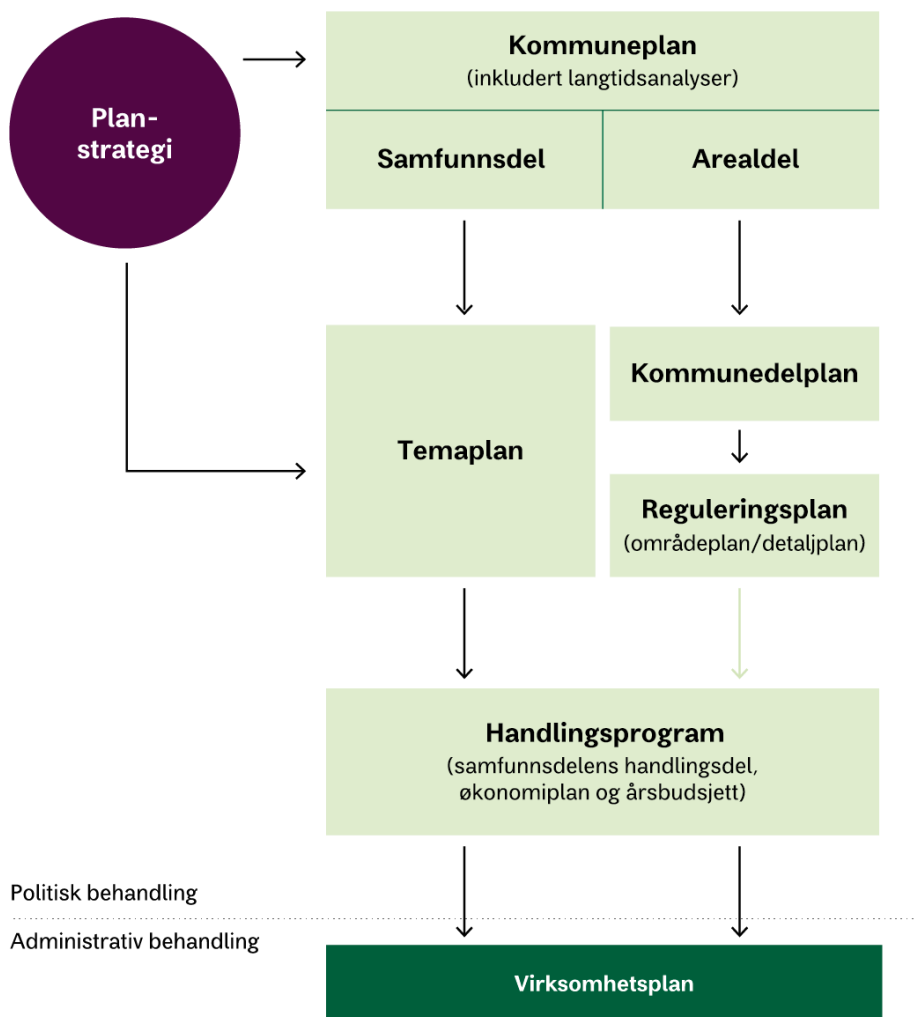 Plan-
strategi
Kommuneplan
(inkludert langtidsanalyser)
Samfunnsdel
Arealdel
Temaplan
Kommunedelplan
Reguleringsplan
(områdeplan/detaljplan)
Handlingsprogram
(samfunnsdelens handlingsdel,
økonomiplan og årsbudsjett)
Politisk behandling
Administrativ behandling
Virksomhetsplan